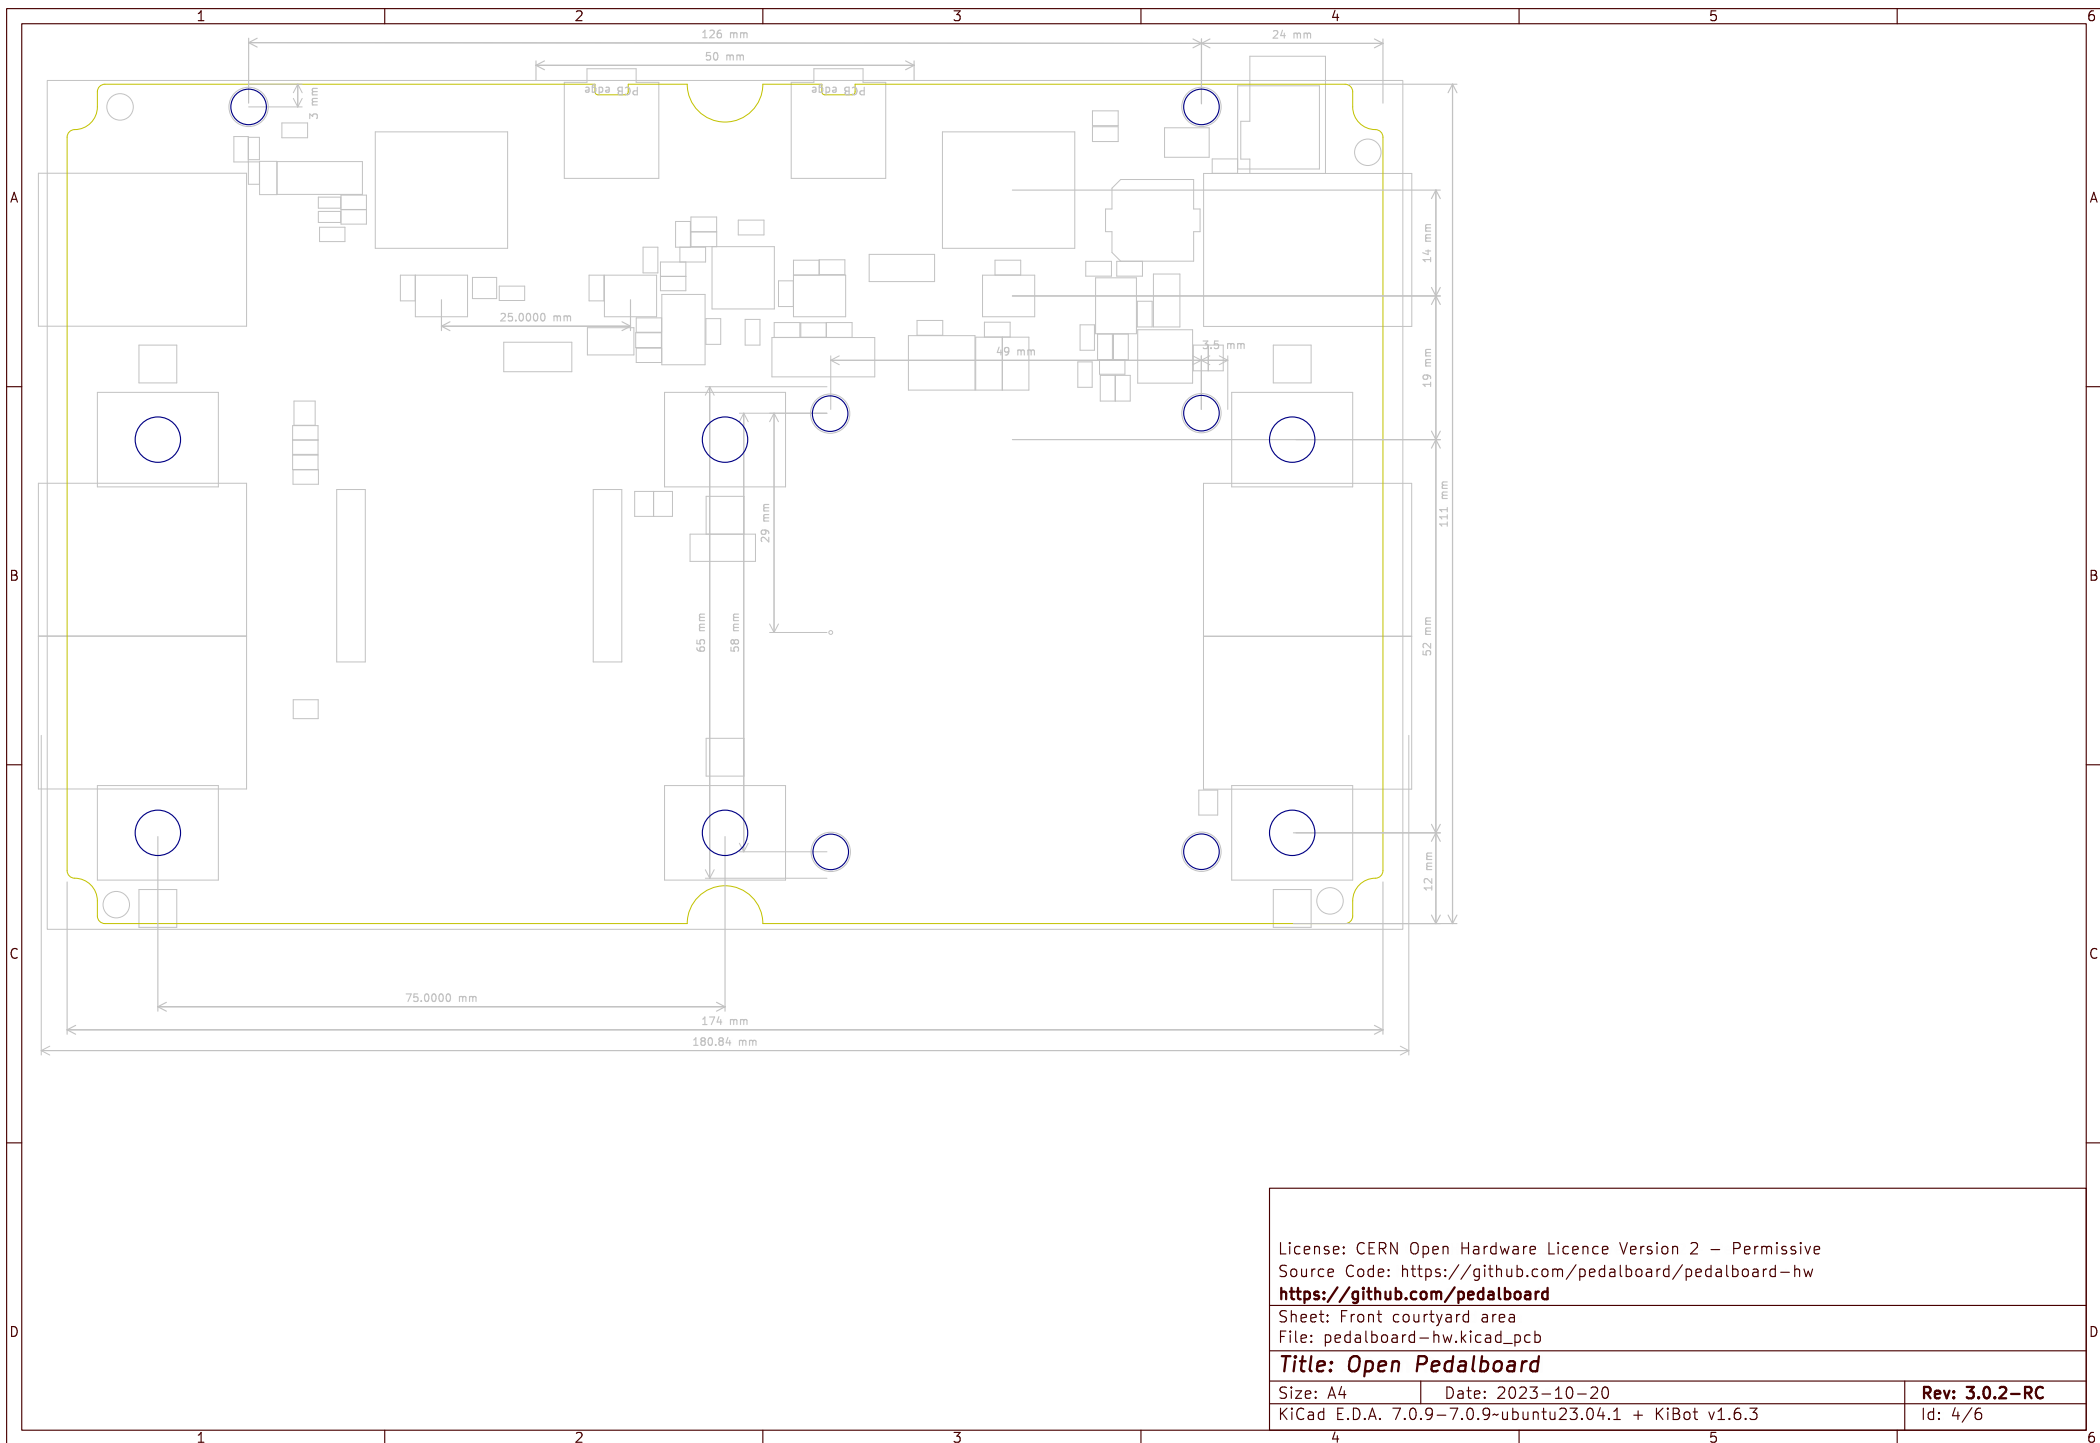 1 2 3 4 5 6
126 mm
24 mm
50 mm
3 mm
PCB edge
PCB edge
A
A
14 mm
25.0000 mm
3.5 mm
49 mm
19 mm
111 mm
29 mm
B
B
65 mm
58 mm
52 mm
12 mm
C
C
75.0000 mm
174 mm
180.84 mm
License: CERN Open Hardware Licence Version 2 - Permissive
Source Code: https://github.com/pedalboard/pedalboard-hw
https://github.com/pedalboard
Sheet: Front courtyard area
File: pedalboard-hw.kicad_pcb
D
D
Title: Open Pedalboard
Size: A4
Date: 2023-10-20
Rev: 3.0.2-RC
KiCad E.D.A. 7.0.9-7.0.9~ubuntu23.04.1 + KiBot v1.6.3
Id: 4/6
1 2 3 4 5 6